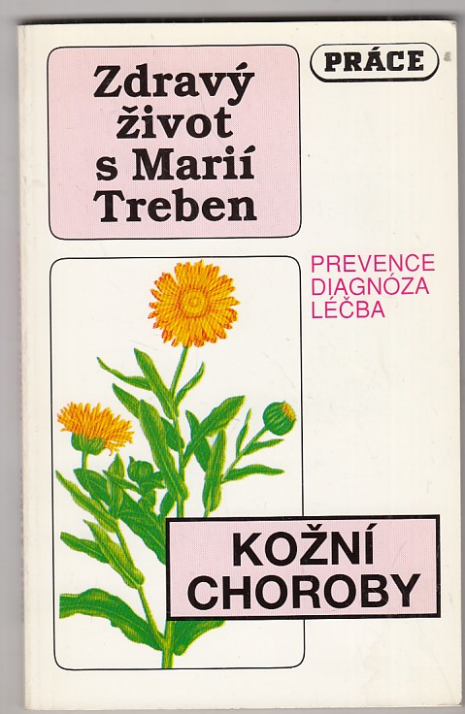 Zdravý
život
s Marií
Treben
PRÁCE
PREVENCE
DIAGNÓZA
LÉČBA
KOŽNÍ
CHOROBY